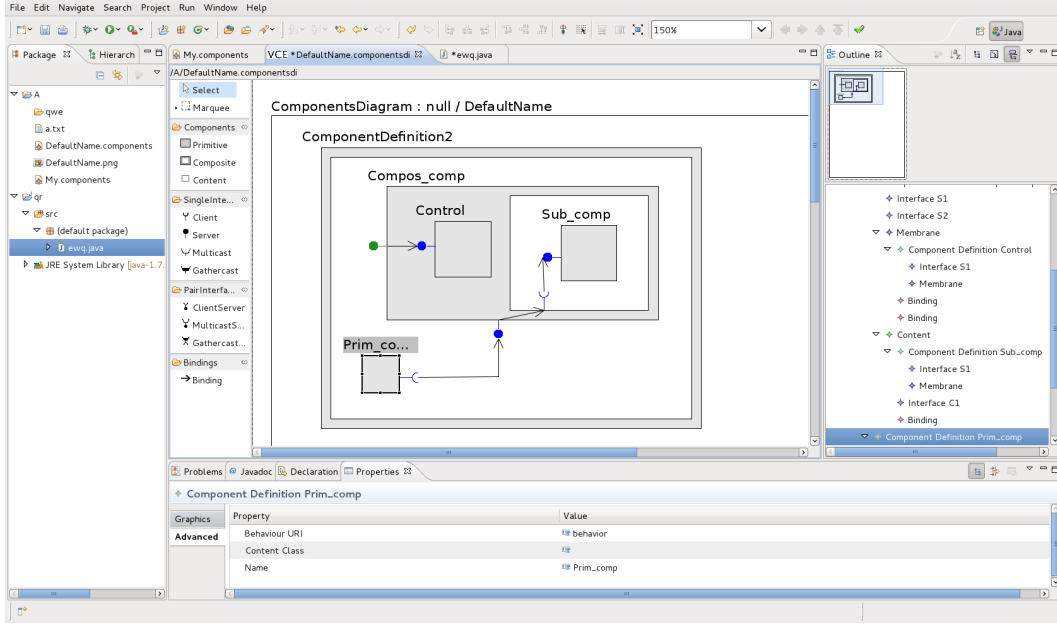 File Edit Navigate Search Project Run Window Help
150%
Java
Package
Hierarch
A
qwe
a.txt
DefaultName.components
DefaultName.png
My.components
qr
src
(default package)
ewq.java
JRE System Library [java-1.7.
My.components
VCE *DefaultName.componentsdi
*ewq.java
/A/DefaultName.componentsdi
Select
Marquee
Components
Primitive
Composite
Content
SingleInte...
Client
Server
Multicast
Gathercast
PairInterfa...
ClientServer
MulticastS...
Gathercast...
Bindings
Binding
ComponentsDiagram : null / DefaultName
ComponentDefinition2
Compos_comp
Control
Sub_comp
Prim_co...
Outline
Interface S1
Interface S2
Membrane
Component Definition Control
Interface S1
Membrane
Binding
Binding
Content
Component Definition Sub_comp
Interface S1
Membrane
Interface C1
Binding
Component Definition Prim_comp
Problems
@ Javadoc
Declaration
Properties
Component Definition Prim_comp
Graphics
Advanced
Property Value
Behaviour URI behavior
Content Class
Name Prim_comp